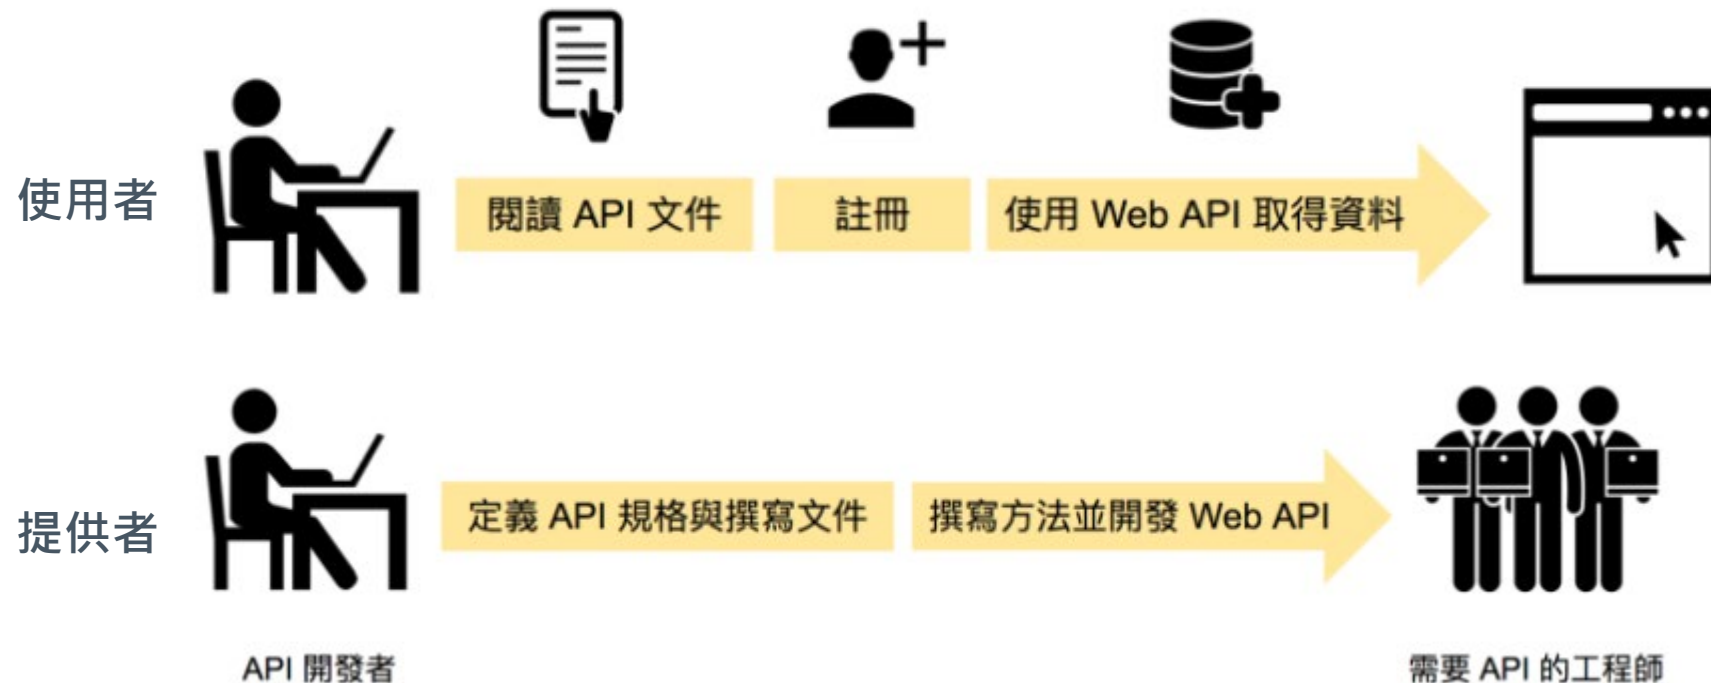 使用者
閱讀 API 文件
註冊
使用 Web API 取得資料
提供者
定義 API 規格與撰寫文件
撰寫方法並開發 Web API
API 開發者
需要 API 的工程師